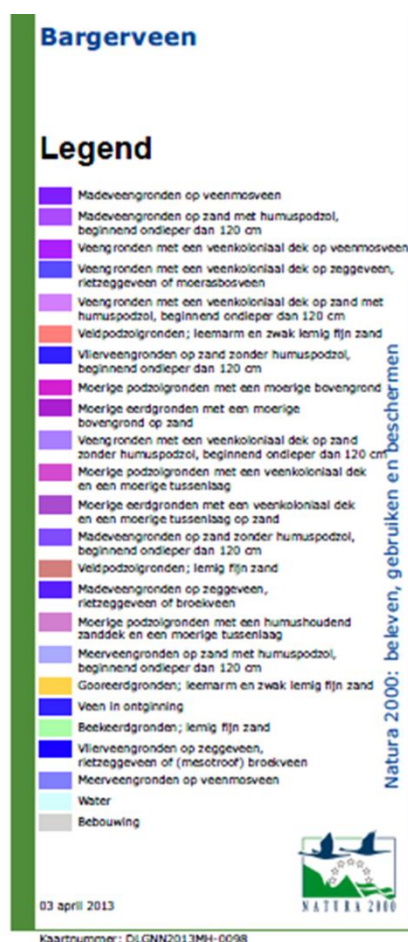 Bargerveen
Legend
Madeveengronden op veenmosveen
Madeveengronden op zand met humuspodzol,
beginnend ondieper dan 120 cm
Veengronden met een veenkoloniaal dek op veenmosveen
Veengronden met een veenkoloniaal dek op zeggeveen,
rietzeggeveen of moerasbosveen
Veengronden met een veenkoloniaal dek op zand met
humuspodzol, beginnend ondieper dan 120 cm
Veldpodzolgronden; leemarm en zwak lemig fijn zand
Vlierveengronden op zand zonder humuspodzol,
beginnend ondieper dan 120 cm
Moerige podzolgronden met een moerige bovengrond
Moerige eerdgronden met een moerige
bovengrond op zand
Veengronden met een veenkoloniaal dek op zand
zonder humuspodzol, beginnend ondieper dan 120 cm
Moerige podzolgronden met een veenkoloniaal dek
en een moerige tussenlaag
Moerige eerdgronden met een veenkoloniaal dek
en een moerige tussenlaag op zand
Madeveengronden op zand zonder humuspodzol,
beginnend ondieper dan 120 cm
Veldpodzolgronden; lemig fijn zand
Madeveengronden op zeggeveen,
rietzeggeveen of broekveen
Moerige podzolgronden met een humushoudend
zanddek en een moerige tussenlaag
Meerveengronden op zand met humuspodzol,
beginnend ondieper dan 120 cm
Gooreerdgronden; leemarm en zwak lemig fijn zand
Veen in ontginning
Beekeerdgronden; lemig fijn zand
Vlierveengronden op zeggeveen,
rietzeggeveen of (mesotroof) broekveen
Meerveengronden op veenmosveen
Water
Bebouwing
Natura 2000: beleven, gebruiken en beschermen
NATURA 2000
03 april 2013
Kaartnummer: DLGNN2013MH-0098